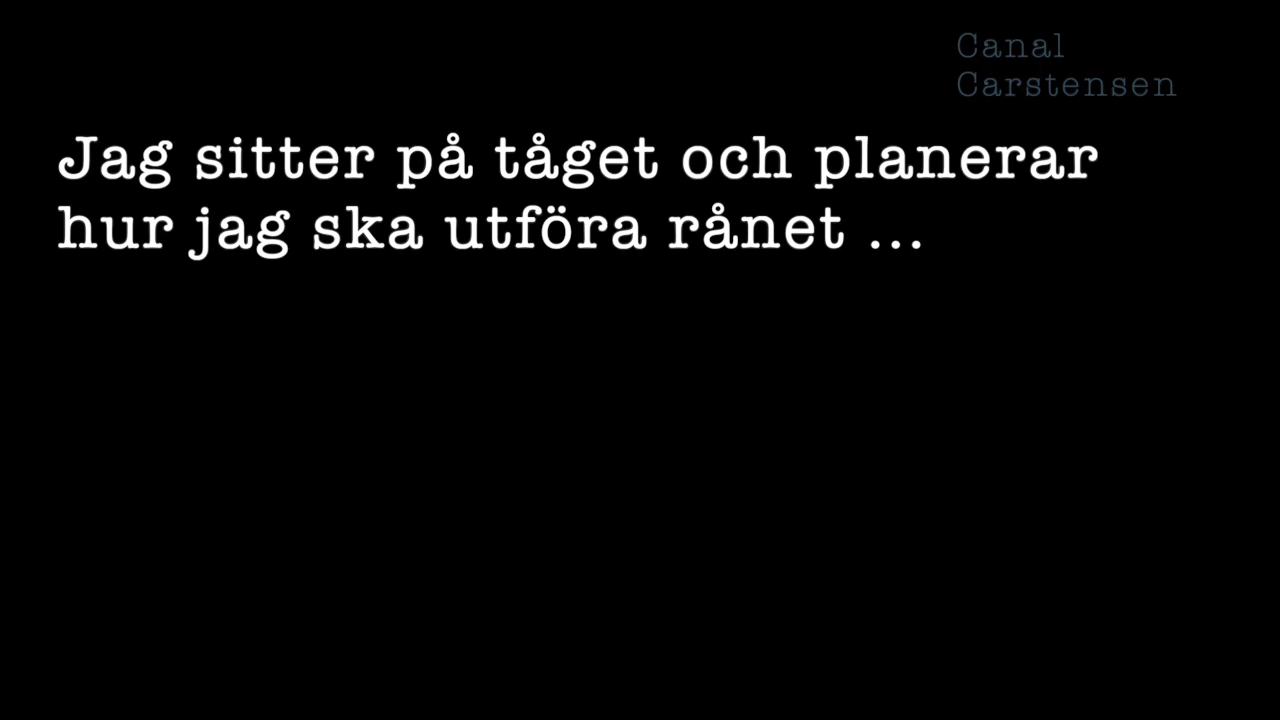 Canal
Carstensen
Jag sitter på tåget och planerar
hur jag ska utföra rånet ...